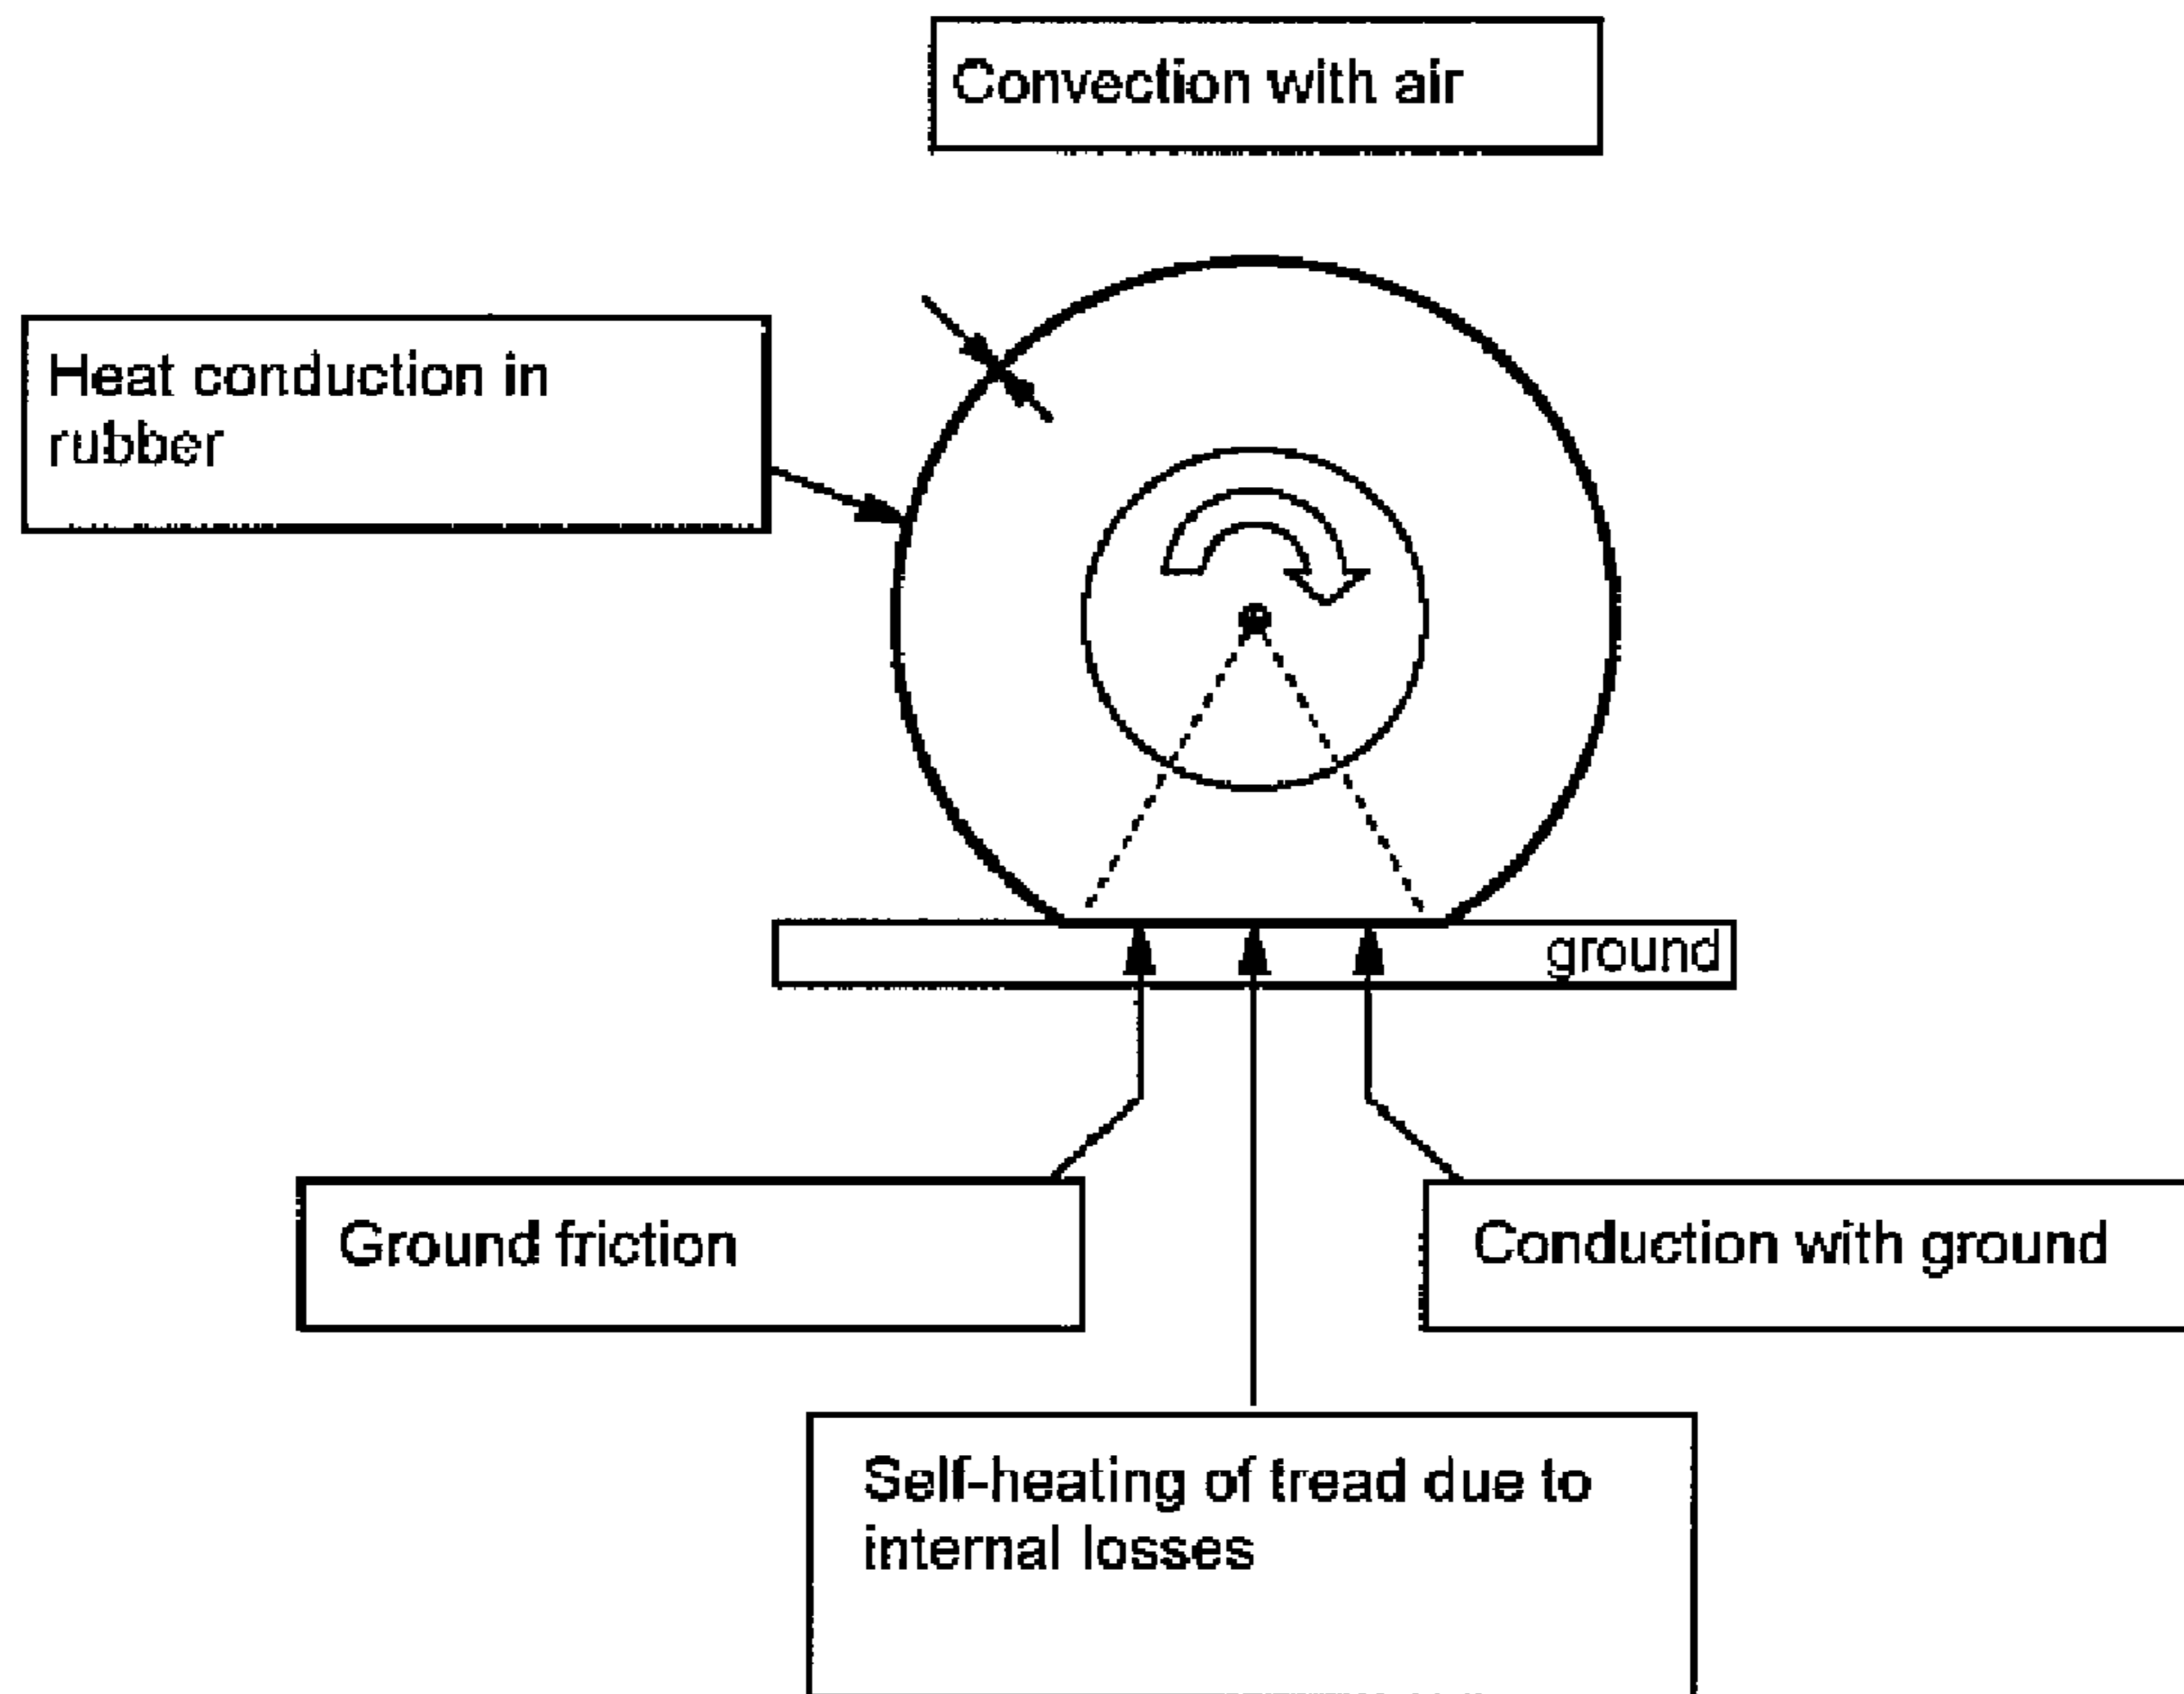 Convection with air
Heat conduction in
rubber
ground
Ground friction
Conduction with ground
Self-heating of tread due to
internal losses